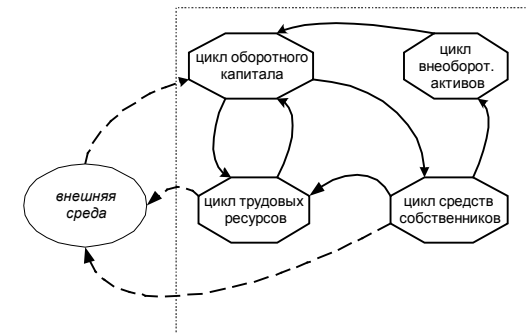 цикл оборотного
капитала
цикл
внеоборот.
активов
внешняя
среда
цикл трудовых
ресурсов
цикл средств
собственников